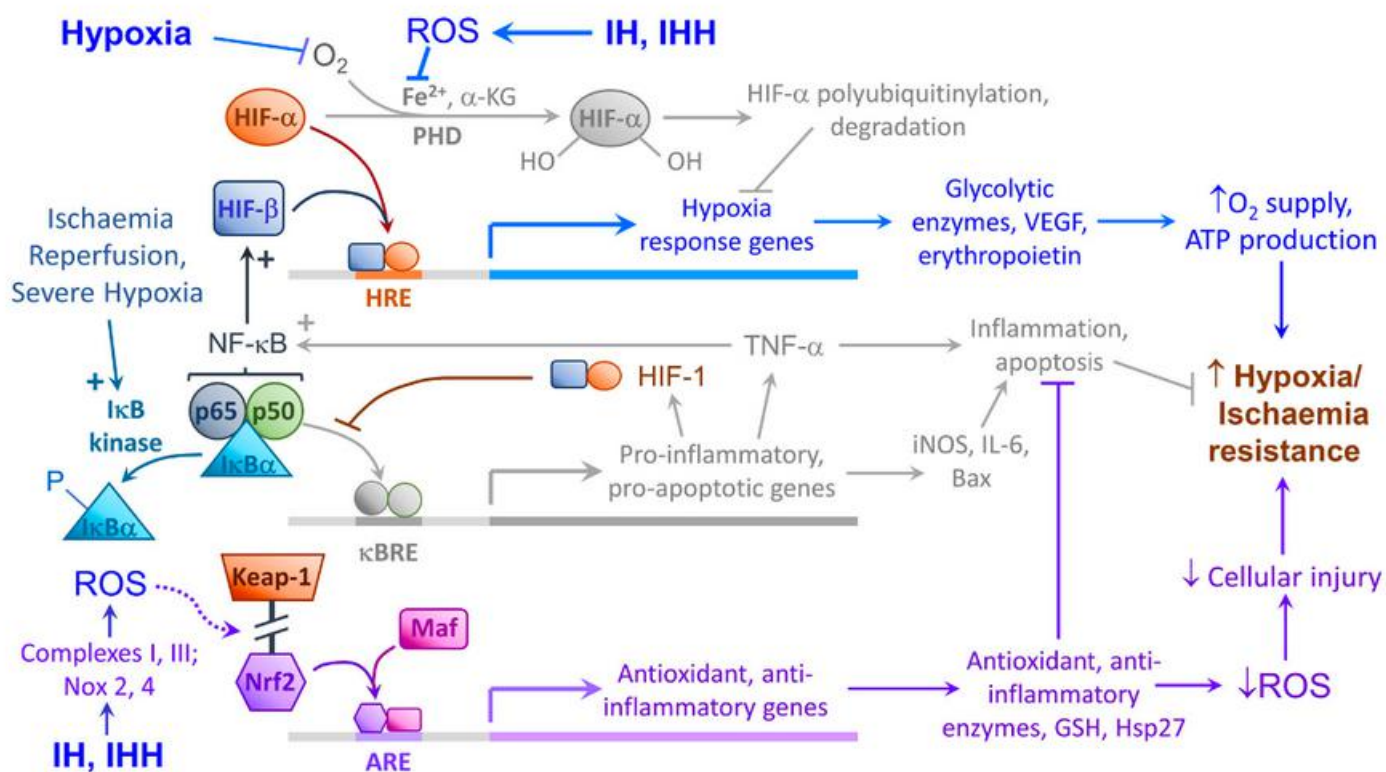 Hypoxia
O2
ROS
IH, IHH
HIF-α
Fe2+, α-KG
PHD
HIF-α
HO
OH
HIF-α polyubiquitinylation,
degradation
HIF-β
Ischaemia
Reperfusion,
Severe Hypoxia
+
HRE
Hypoxia
response genes
Glycolytic
enzymes, VEGF,
erythropoietin
↑O2 supply,
ATP production
NF-κB
+
TNF-α
Inflammation,
apoptosis
↑ Hypoxia/
Ischaemia
resistance
+
IκB
kinase
p65
p50
IκBα
HIF-1
P
IκBα
κBRE
Pro-inflammatory,
pro-apoptotic genes
iNOS, IL-6,
Bax
ROS
Keap-1
Complexes I, III;
Nox 2, 4
IH, IHH
Nrf2
Maf
ARE
Antioxidant, anti-
inflammatory genes
Antioxidant, anti-
inflammatory
enzymes, GSH, Hsp27
↓ROS
↓ Cellular injury